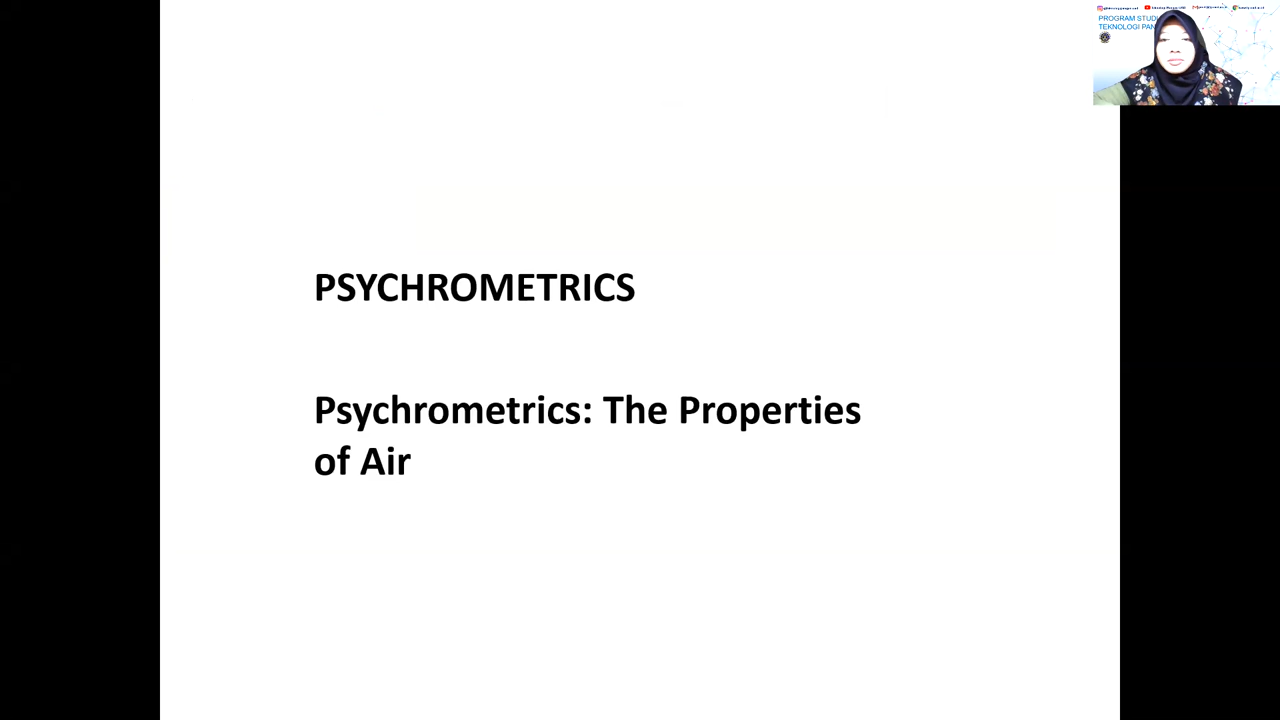 PROGRAM STUDI
TEKNOLOGI PAN
PSYCHROMETRICS
Psychrometrics: The Properties
of Air